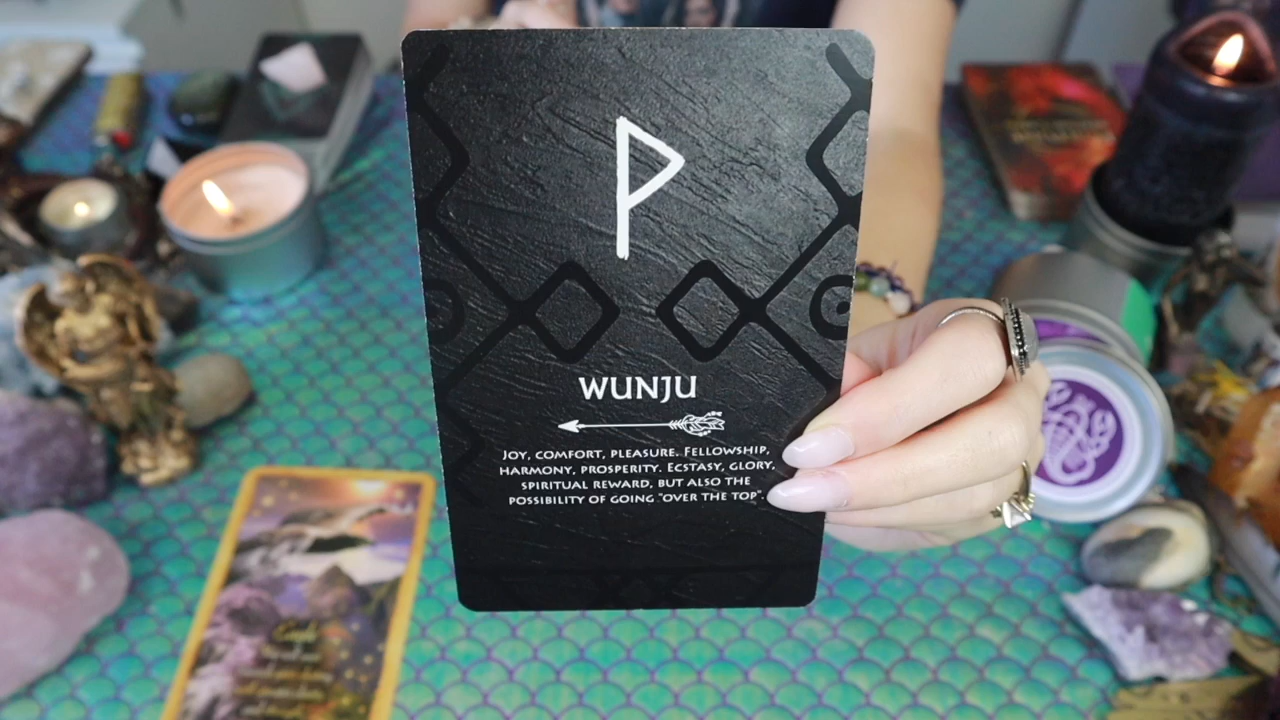 ᚹ
WUNJU
JOY, COMFORT, PLEASURE. FELLOWSHIP,
HARMONY, PROSPERITY. ECSTASY, GLORY,
SPIRITUAL REWARD, BUT ALSO THE
POSSIBILITY OF GOING "OVER THE TOP".